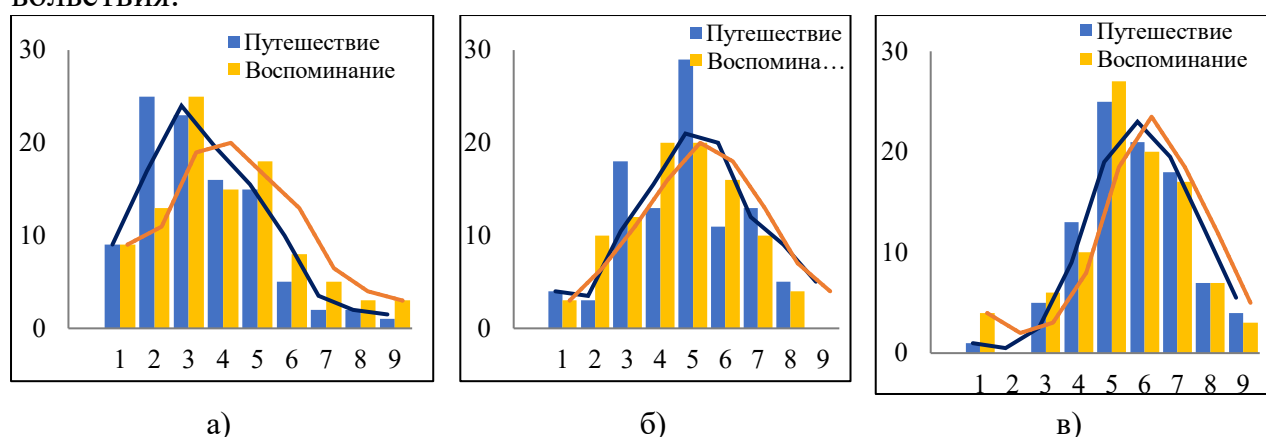 вольствия.
30
20
10
0
Путешествие
Воспоминание
1 2 3 4 5 6 7 8 9
30
20
10
0
Путешествие
Воспомина…
1 2 3 4 5 6 7 8 9
30
20
10
0
Путешествие
Воспоминание
1 2 3 4 5 6 7 8 9
а) б) в)